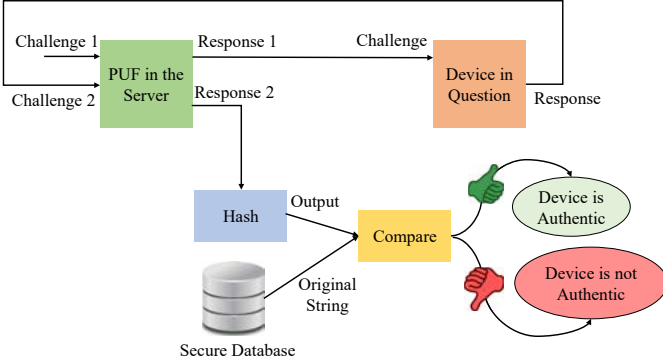 Challenge 1
Response 1
Challenge
PUF in the
Server
Device in
Question
Challenge 2
Response 2
Response
Hash
Output
Compare
Device is
Authentic
Original
String
Device is not
Authentic
Secure Database